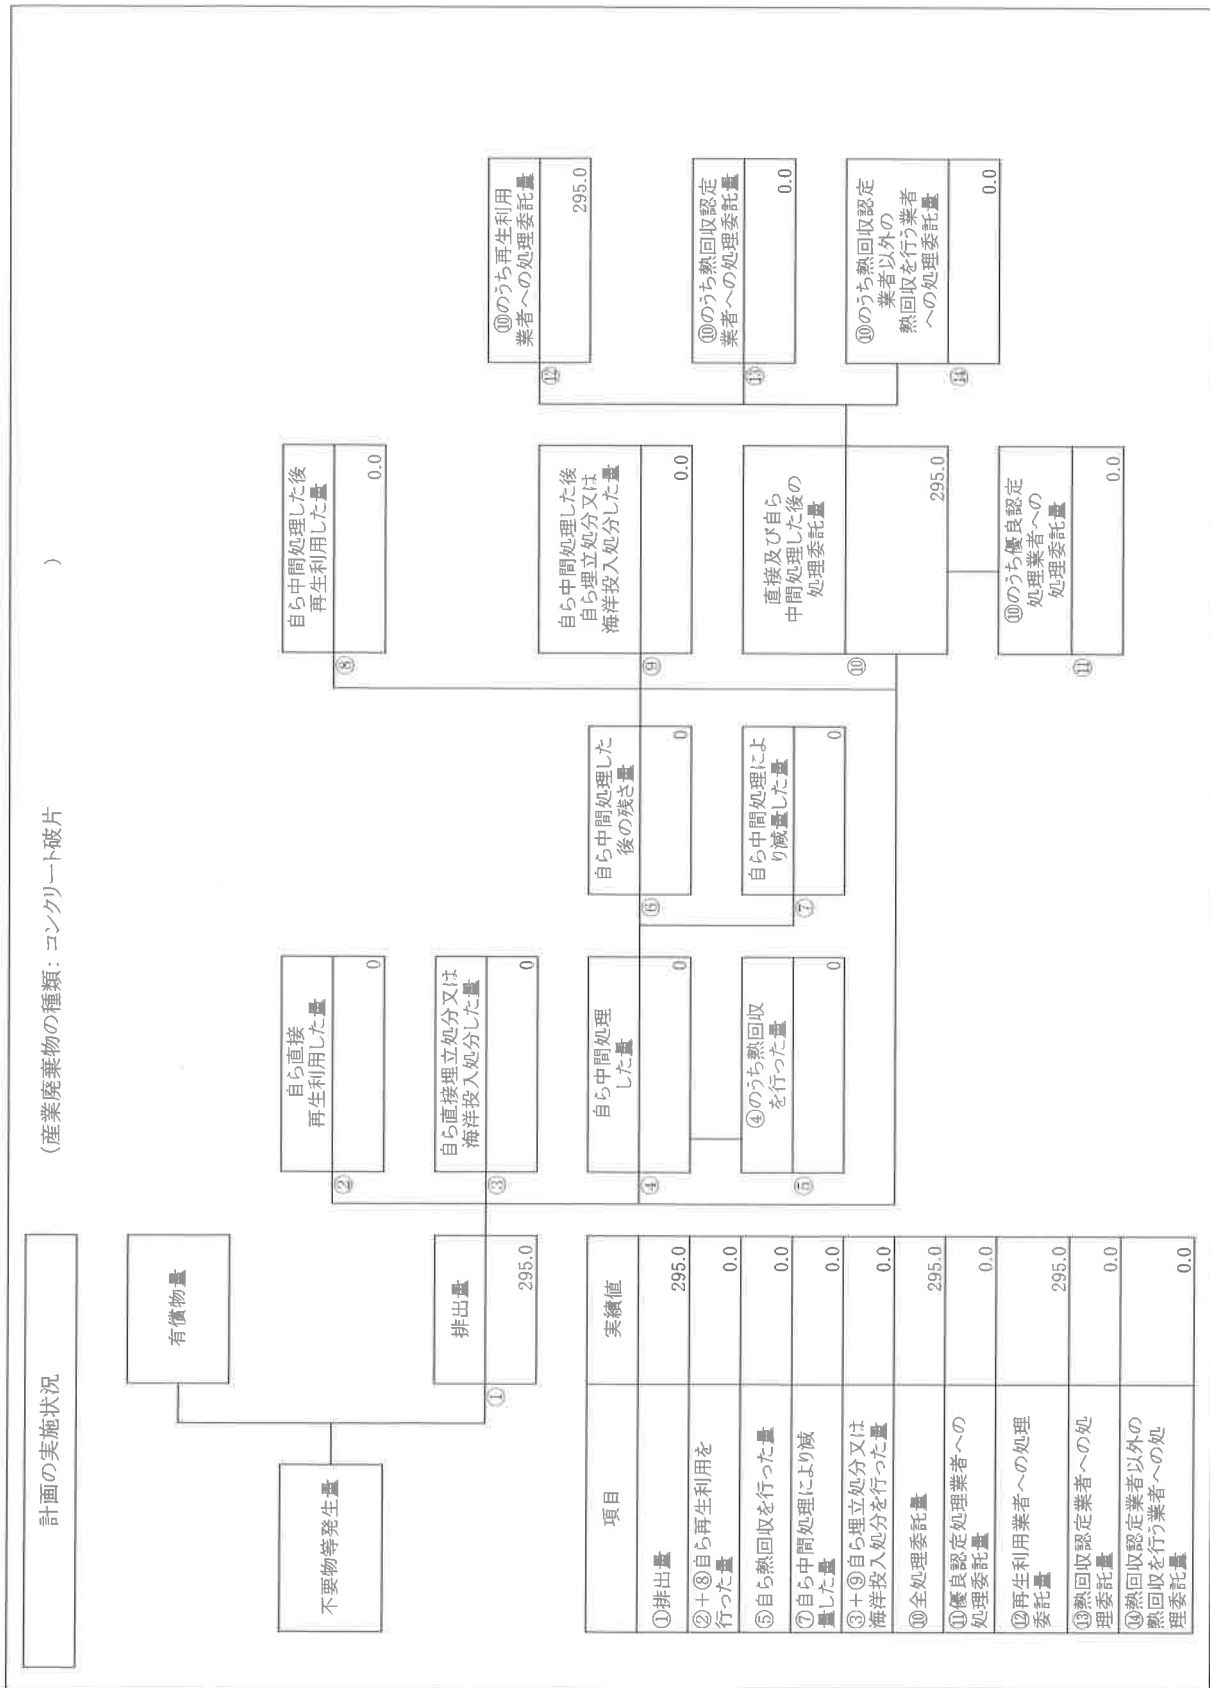 計画の実施状況
(産業廃棄物の種類：コンクリート破片
)
不要物等発生量
有償物量
①
排出量
295.0
②
自ら直接
再生利用した量
0
③
自ら直接埋立処分又は
海洋投入処分した量
0
④
自ら中間処理
した量
0
⑤
④のうち熱回収
を行った量
0
⑥
自ら中間処理した
後の残さ量
0
⑦
自ら中間処理によ
り減量した量
0
⑧
自ら中間処理した後
再生利用した量
0.0
⑨
自ら中間処理した後
自ら埋立処分又は
海洋投入処分した量
0.0
⑩
直接及び自ら
中間処理した後の
処理委託量
295.0
⑪
⑩のうち優良認定
処理業者への
処理委託量
0.0
⑫
⑩のうち再生利用
業者への処理委託量
295.0
⑬
⑩のうち熱回収認定
業者への処理委託量
0.0
⑭
⑩のうち熱回収認定
業者以外の
熱回収を行う業者
への処理委託量
0.0
項目 実績値
①排出量 295.0
②＋⑧自ら再生利用を
行った量 0.0
⑤自ら熱回収を行った量 0.0
⑦自ら中間処理により減
量した量 0.0
③＋⑨自ら埋立処分又は
海洋投入処分を行った量 0.0
⑩全処理委託量 295.0
⑪優良認定処理業者への
処理委託量 0.0
⑫再生利用業者への処理
委託量 295.0
⑬熱回収認定業者への処
理委託量 0.0
⑭熱回収認定業者以外の
熱回収を行う業者への処
理委託量 0.0